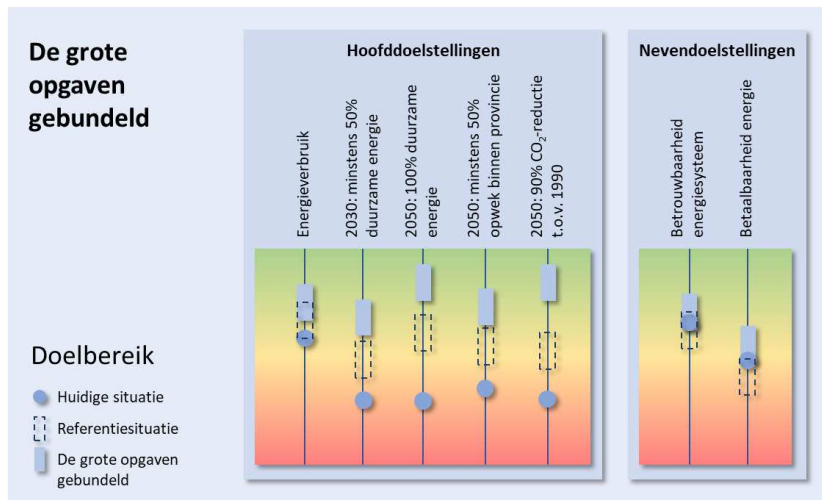 De grote
opgaven
gebundeld
Hoofddoelstellingen
Energieverbruik
2030: minstens 50%
duurzame energie
2050: 100% duurzame
energie
2050: minstens 50%
opwek binnen provincie
2050: 90% CO₂-reductie
t.o.v. 1990
Nevendoelstellingen
Betrouwbaarheid
energiesysteem
Betaalbaarheid energie
Doelbereik
Huidige situatie
Referentiesituatie
De grote opgaven
gebundeld